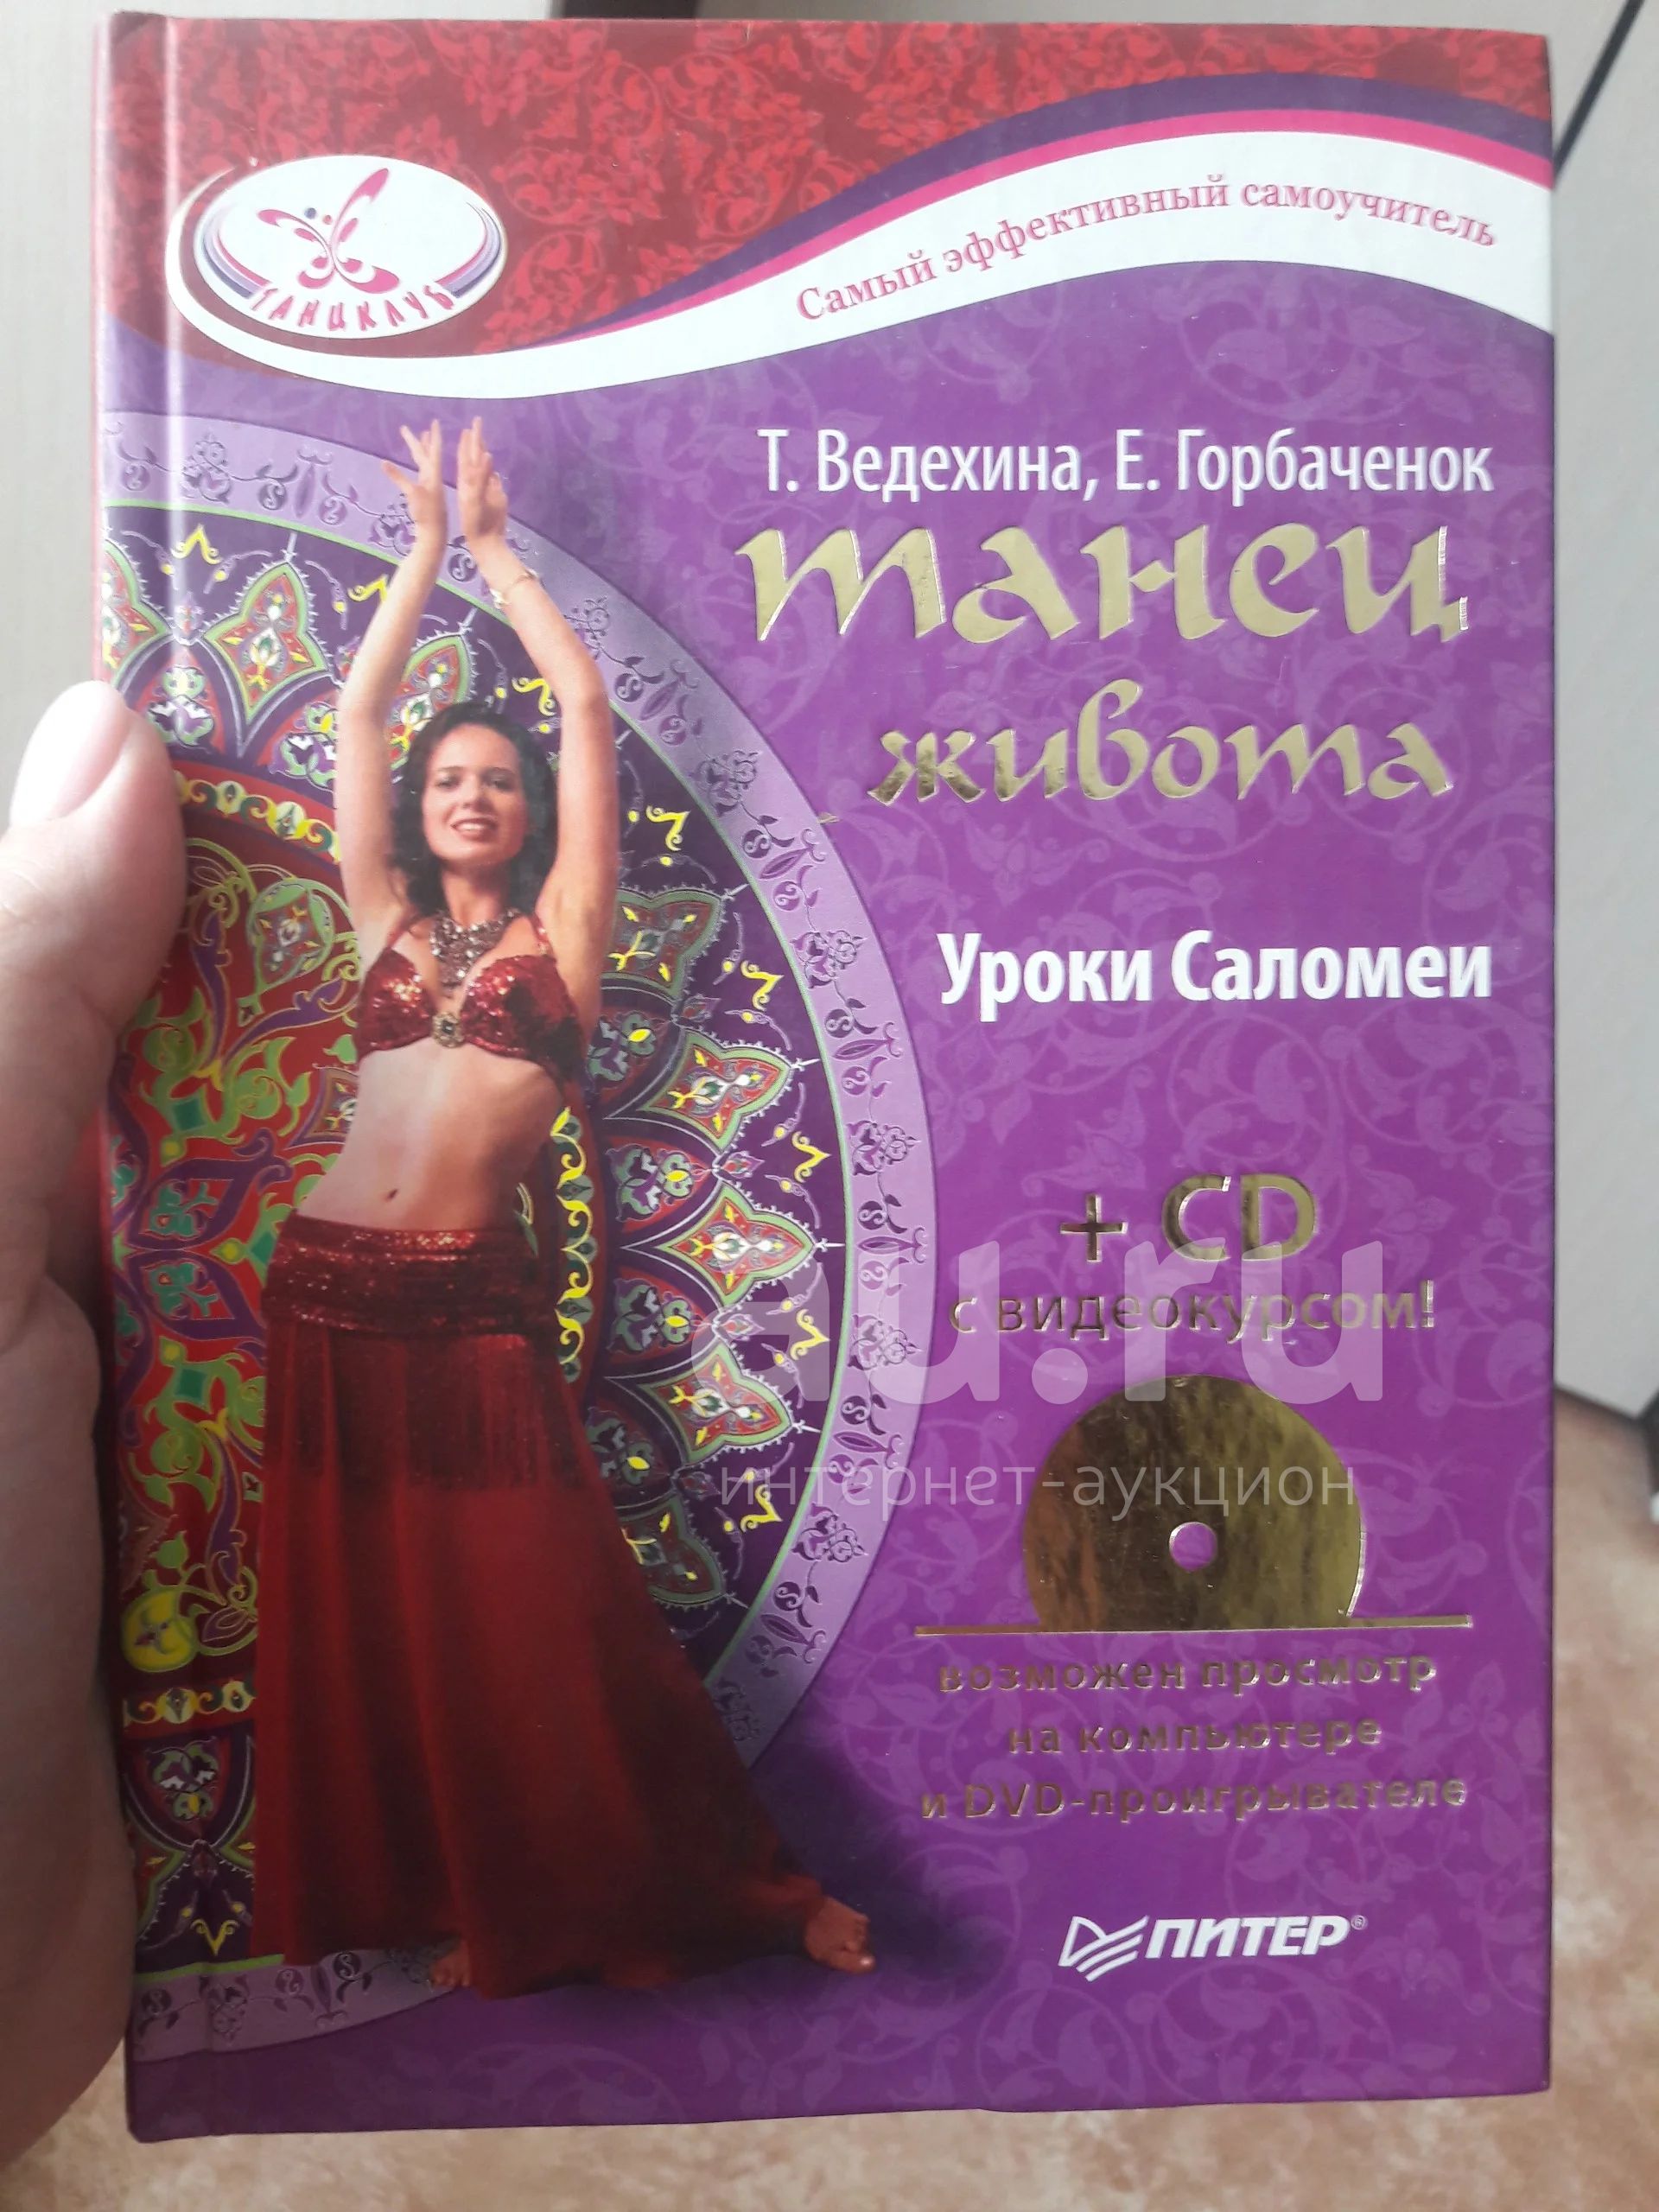 ТАНЦКЛУБ
Самый эффективный самоучитель
Т. Ведехина, Е. Горбаченок
танец
живота
Уроки Саломеи
+ CD
с видеокурсом!
au.ru
интернет-аукцион
возможен просмотр
на компьютере
и DVD-проигрывателе
ПИТЕР®